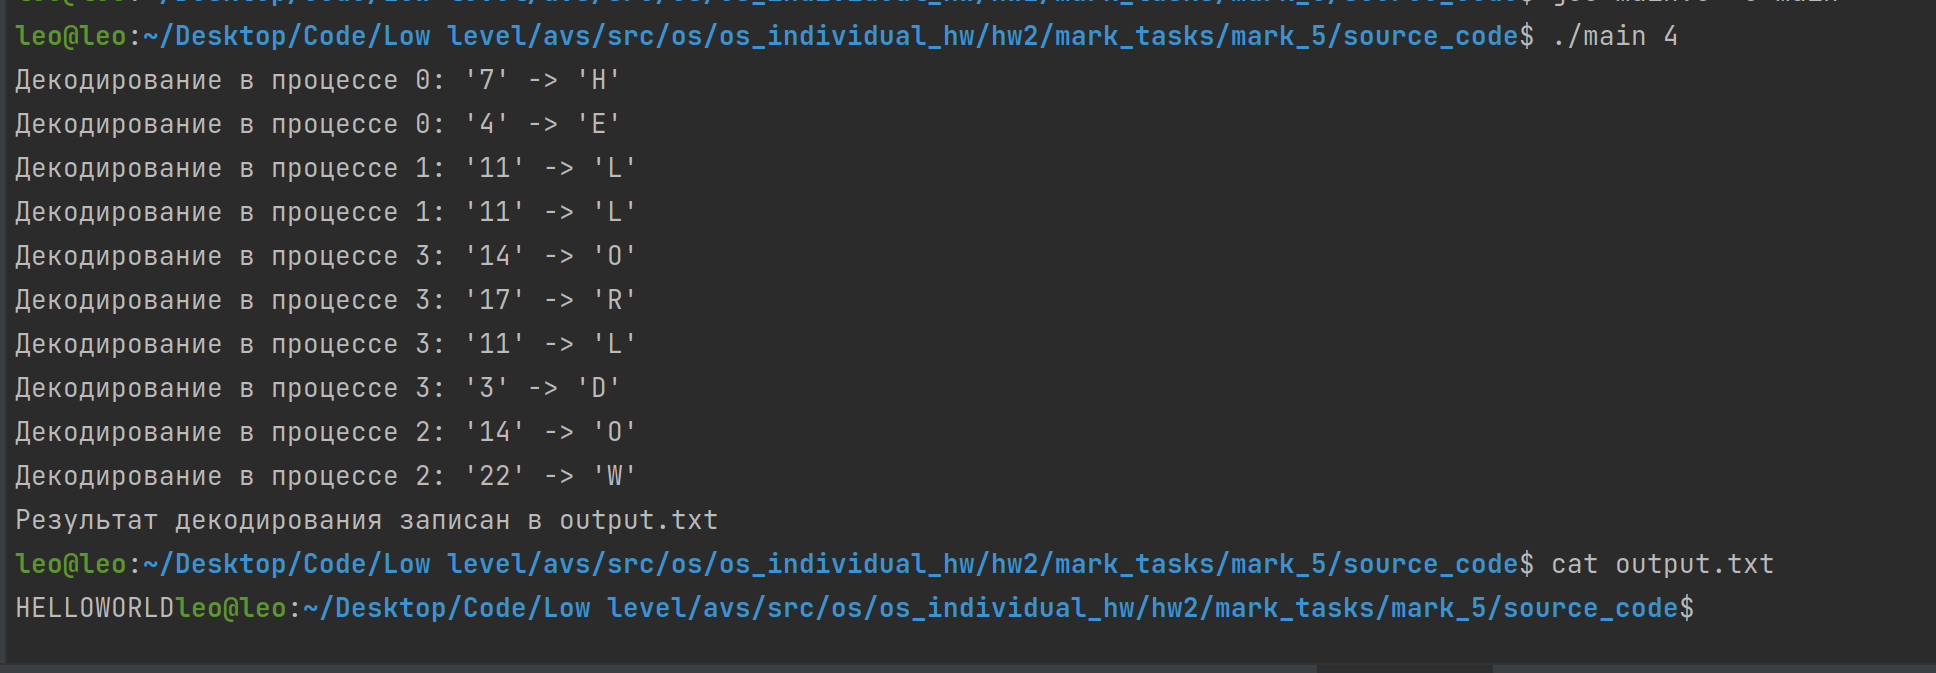 leo@leo:~/Desktop/Code/Low level/avs/src/os/os_individual_hw/hw2/mark_tasks/mark_5/source_code$ ./main 4
Декодирование в процессе 0: '7' -> 'H'
Декодирование в процессе 0: '4' -> 'E'
Декодирование в процессе 1: '11' -> 'L'
Декодирование в процессе 1: '11' -> 'L'
Декодирование в процессе 3: '14' -> 'O'
Декодирование в процессе 3: '17' -> 'R'
Декодирование в процессе 3: '11' -> 'L'
Декодирование в процессе 3: '3' -> 'D'
Декодирование в процессе 2: '14' -> 'O'
Декодирование в процессе 2: '22' -> 'W'
Результат декодирования записан в output.txt
leo@leo:~/Desktop/Code/Low level/avs/src/os/os_individual_hw/hw2/mark_tasks/mark_5/source_code$ cat output.txt
HELLOWORLDleo@leo:~/Desktop/Code/Low level/avs/src/os/os_individual_hw/hw2/mark_tasks/mark_5/source_code$